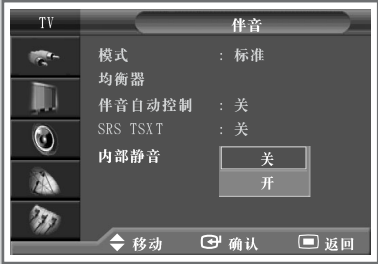 TV
伴音
模式 : 标准
均衡器
伴音自动控制 : 关
SRS TSXT : 关
内部静音
关
开
移动 确认 返回